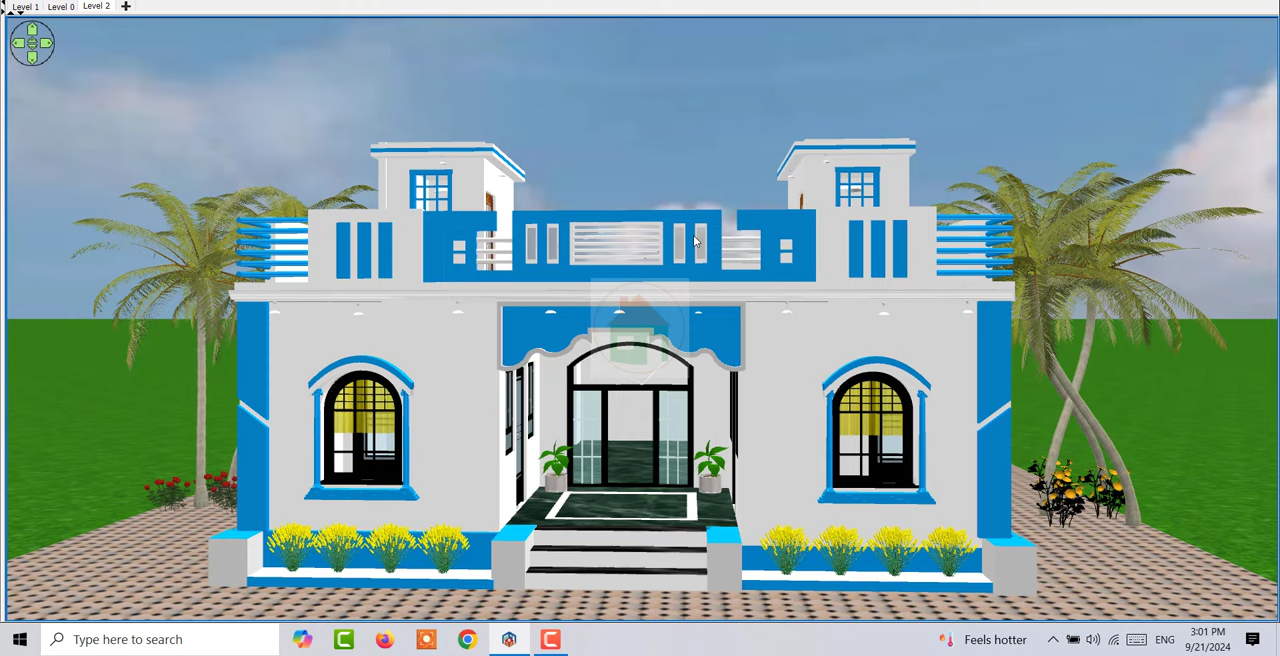 Level 1 Level 0 Level 2
Type here to search
Feels hotter
ENG
3:01 PM
9/21/2024